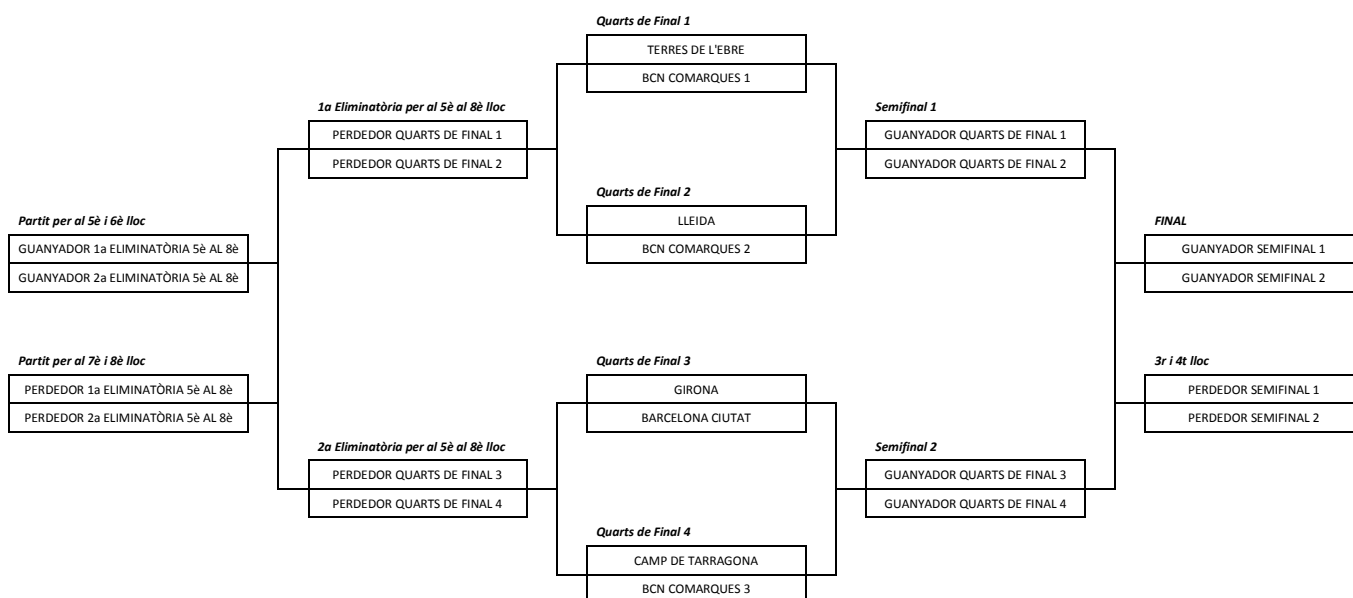 Quarts de Final 1
TERRES DE L'EBRE
BCN COMARQUES 1
1a Eliminatòria per al 5è al 8è lloc
Semifinal 1
PERDEDOR QUARTS DE FINAL 1
GUANYADOR QUARTS DE FINAL 1
PERDEDOR QUARTS DE FINAL 2
GUANYADOR QUARTS DE FINAL 2
Quarts de Final 2
Partit per al 5è i 6è lloc
LLEIDA
FINAL
GUANYADOR 1a ELIMINATÒRIA 5è AL 8è
BCN COMARQUES 2
GUANYADOR SEMIFINAL 1
GUANYADOR 2a ELIMINATÒRIA 5è AL 8è
GUANYADOR SEMIFINAL 2
Partit per al 7è i 8è lloc
Quarts de Final 3
3r i 4t lloc
PERDEDOR 1a ELIMINATÒRIA 5è AL 8è
GIRONA
PERDEDOR SEMIFINAL 1
PERDEDOR 2a ELIMINATÒRIA 5è AL 8è
BARCELONA CIUTAT
PERDEDOR SEMIFINAL 2
2a Eliminatòria per al 5è al 8è lloc
Semifinal 2
PERDEDOR QUARTS DE FINAL 3
GUANYADOR QUARTS DE FINAL 3
PERDEDOR QUARTS DE FINAL 4
GUANYADOR QUARTS DE FINAL 4
Quarts de Final 4
CAMP DE TARRAGONA
BCN COMARQUES 3